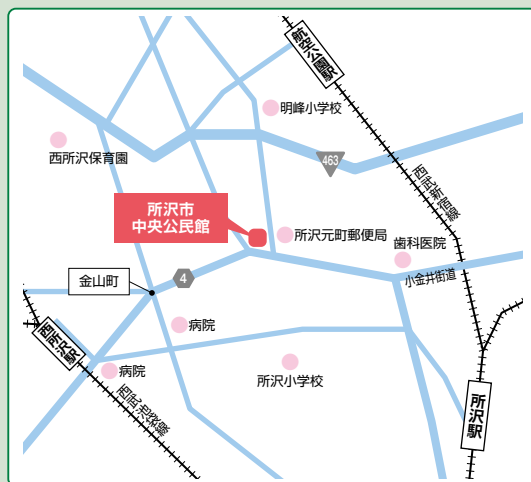 航空公園駅
明峰小学校
463
西所沢保育園
西武新宿線
所沢市
中央公民館
所沢元町郵便局
歯科医院
小金井街道
金山町
4
病院
西所沢駅
病院
所沢小学校
西武池袋線
所沢駅